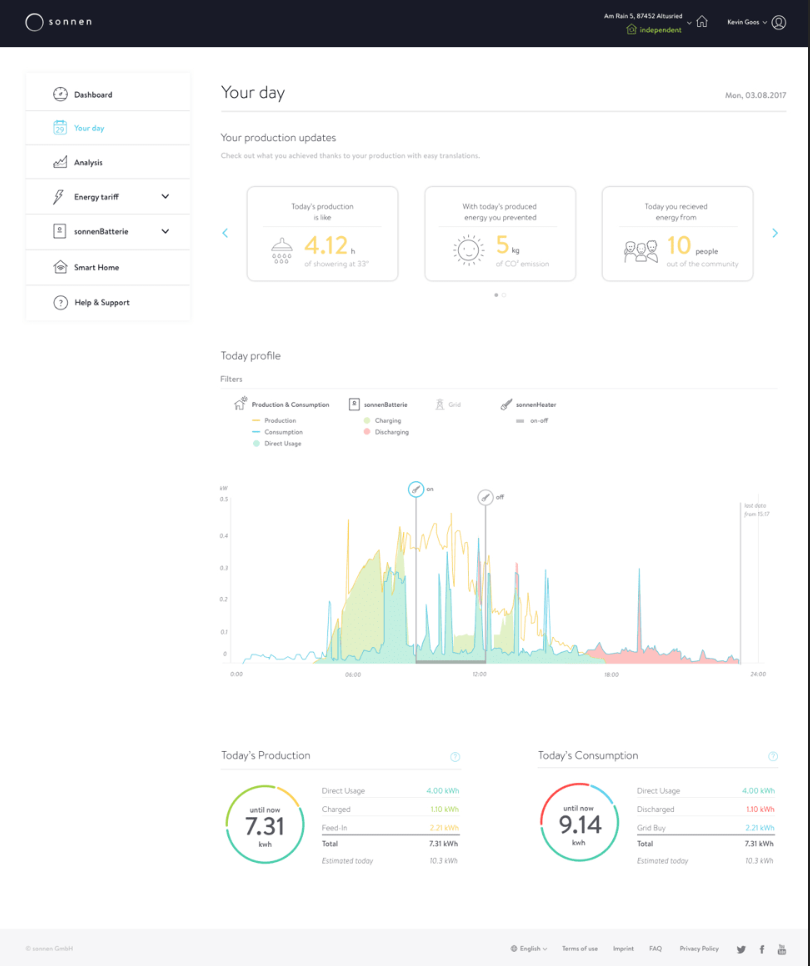 sonnen
Am Rain 5, 87452 Altusried
independent
Kevin Goos
Dashboard
29
Your day
Analysis
Energy tariff
sonnenBatterie
Smart Home
Help & Support
Your day
Mon, 03.08.2017
Your production updates
Check out what you achieved thanks to your production with easy translations.
Today's production
is like
4.12 h
of showering at 33°
With today's produced
energy you prevented
5 kg
of CO² emission
Today you recieved
energy from
10 people
out of the community
Today profile
Filters
Production & Consumption
Production
Consumption
Direct Usage
sonnenBatterie
Charging
Discharging
Grid
sonnenHeater
on-off
kW
0.5
0.4
0.3
0.2
0.1
0
on
off
last data
from 15:17
0:00
06:00
12:00
18:00
24:00
Today's Production
?
until now
7.31
kwh
Direct Usage 4.00 kWh
Charged 1.10 kWh
Feed-In 2.21 kWh
Total 7.31 kWh
Estimated today 10.3 kWh
Today's Consumption
?
until now
9.14
kwh
Direct Usage 4.00 kWh
Discharged 1.10 kWh
Grid Buy 2.21 kWh
Total 7.31 kWh
Estimated today 10.3 kWh
© sonnen GmbH
English
Terms of use
Imprint
FAQ
Privacy Policy